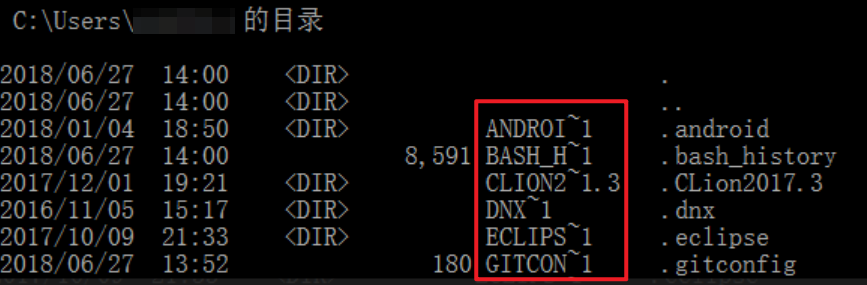 C:\Users\ 的目录
2018/06/27 14:00 <DIR> .
2018/06/27 14:00 <DIR> ..
2018/01/04 18:50 <DIR> ANDROI~1 .android
2018/06/27 14:00 8,591 BASH_H~1 .bash_history
2017/12/01 19:21 <DIR> CLION2~1.3 .CLion2017.3
2016/11/05 15:17 <DIR> DNX~1 .dnx
2017/10/09 21:33 <DIR> ECLIPS~1 .eclipse
2018/06/27 13:52 180 GITCON~1 .gitconfig